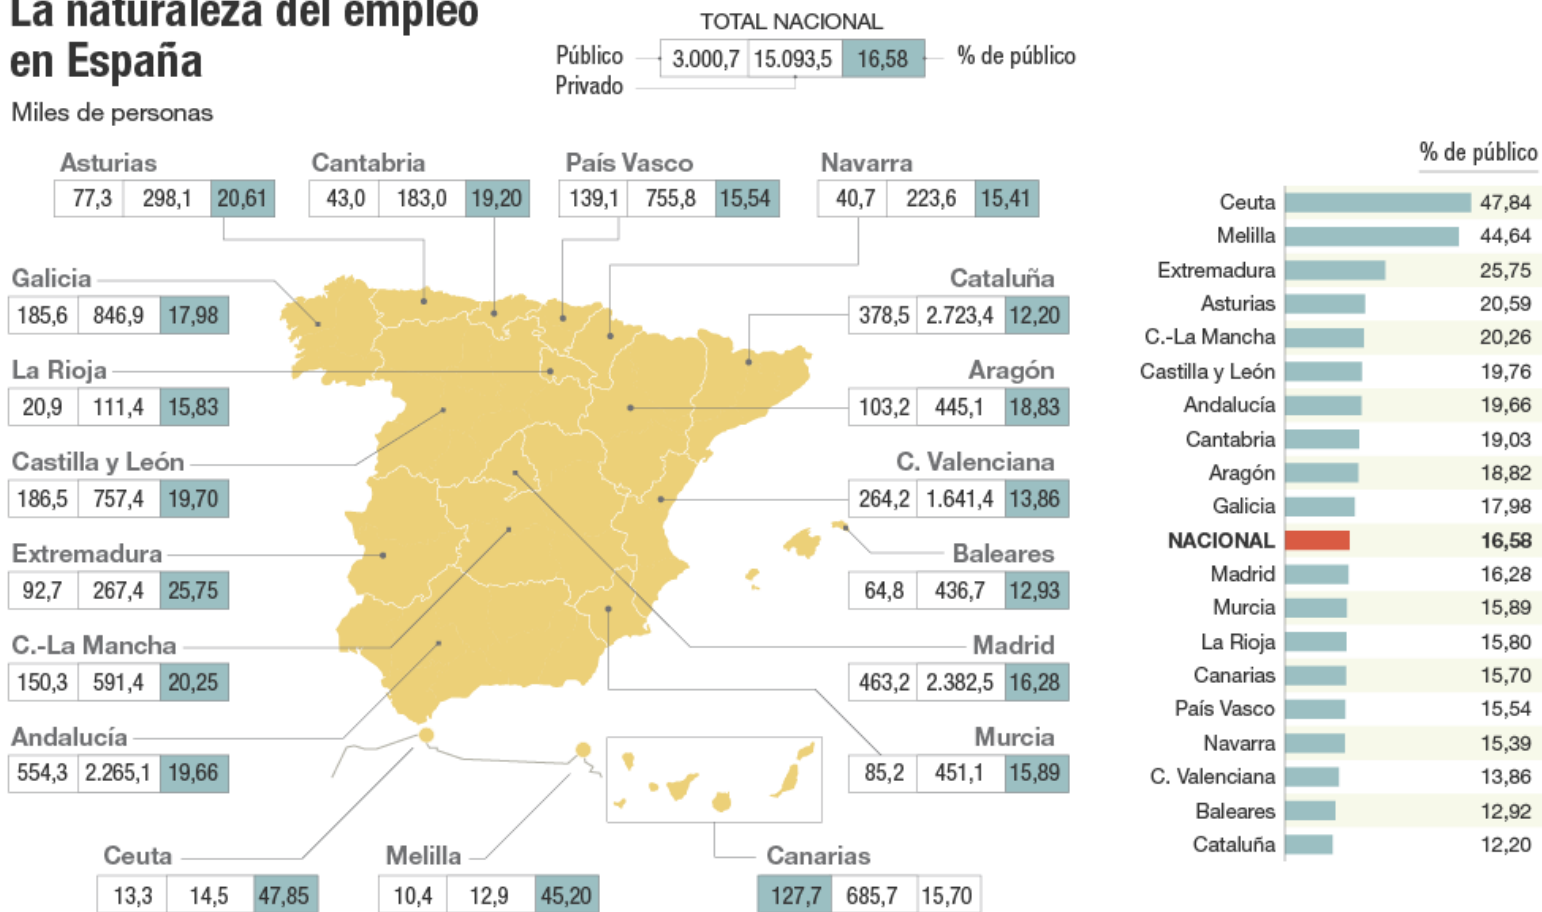 La naturaleza del empleo
en España
Miles de personas
TOTAL NACIONAL
Público 3.000,7 15.093,5 16,58 % de público
Privado
Asturias
77,3 298,1 20,61
Cantabria
43,0 183,0 19,20
País Vasco
139,1 755,8 15,54
Navarra
40,7 223,6 15,41
Galicia
185,6 846,9 17,98
La Rioja
20,9 111,4 15,83
Castilla y León
186,5 757,4 19,70
Extremadura
92,7 267,4 25,75
C.-La Mancha
150,3 591,4 20,25
Andalucía
554,3 2.265,1 19,66
Cataluña
378,5 2.723,4 12,20
Aragón
103,2 445,1 18,83
C. Valenciana
264,2 1.641,4 13,86
Baleares
64,8 436,7 12,93
Madrid
463,2 2.382,5 16,28
Murcia
85,2 451,1 15,89
Ceuta
13,3 14,5 47,85
Melilla
10,4 12,9 45,20
Canarias
127,7 685,7 15,70
% de público
Ceuta 47,84
Melilla 44,64
Extremadura 25,75
Asturias 20,59
C.-La Mancha 20,26
Castilla y León 19,76
Andalucía 19,66
Cantabria 19,03
Aragón 18,82
Galicia 17,98
NACIONAL 16,58
Madrid 16,28
Murcia 15,89
La Rioja 15,80
Canarias 15,70
País Vasco 15,54
Navarra 15,39
C. Valenciana 13,86
Baleares 12,92
Cataluña 12,20